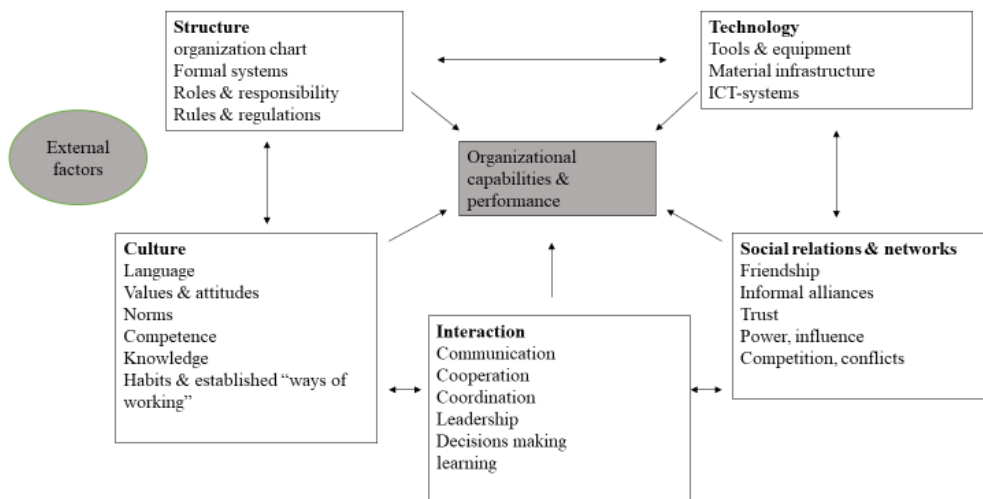 Structure
organization chart
Formal systems
Roles & responsibility
Rules & regulations
Technology
Tools & equipment
Material infrastructure
ICT-systems
External
factors
Organizational
capabilities &
performance
Culture
Language
Values & attitudes
Norms
Competence
Knowledge
Habits & established “ways of
working”
Interaction
Communication
Cooperation
Coordination
Leadership
Decisions making
learning
Social relations & networks
Friendship
Informal alliances
Trust
Power, influence
Competition, conflicts